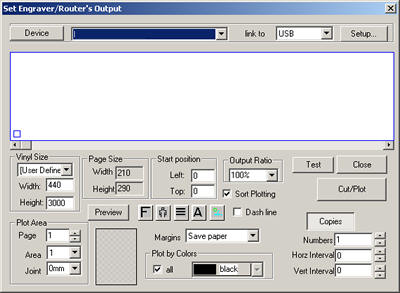 Set Engraver/Router's Output
Device link to USB Setup...
Vinyl Size Page Size Start position Output Ratio Test Close
[User Define Width 210 Left: 0 100%
Width: 440 Height 290 Top: 0 Sort Plotting Cut/Plot
Height: 3000
Preview F A Dash line Copies
Plot Area
Page 1 Margins Save paper Numbers 1
Area 1 Plot by Colors Horz Interval 0
Joint 0mm all black Vert Interval 0